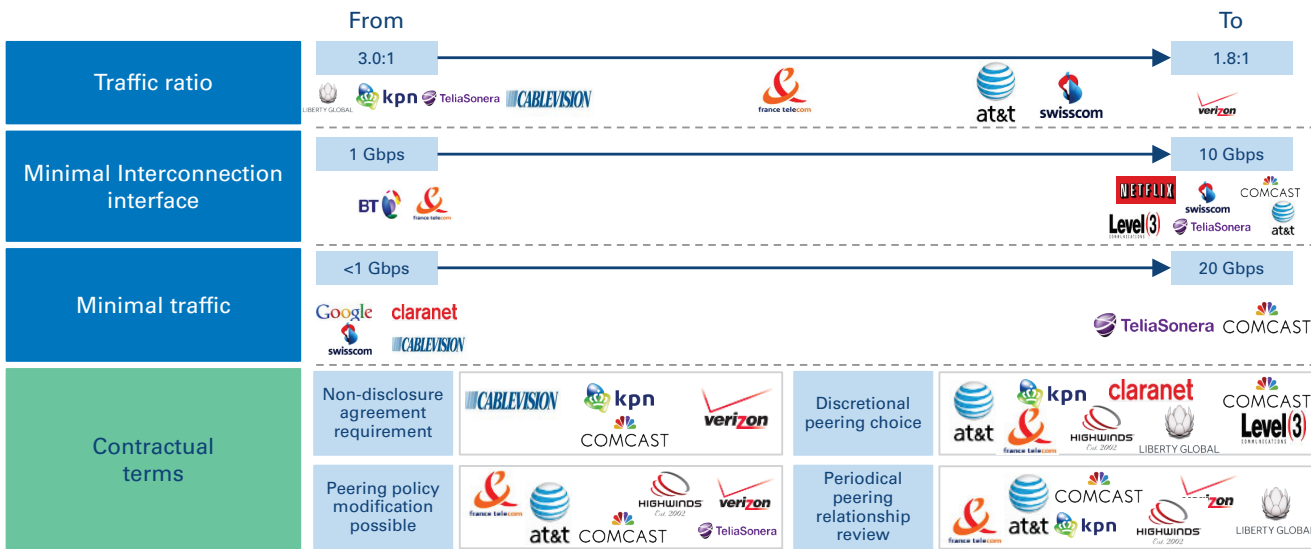 From
To
Traffic ratio
3.0:1
1.8:1
LIBERTY GLOBAL
kpn
TeliaSonera
CABLEVISION
france telecom
at&t
swisscom
verizon
Minimal Interconnection
interface
1 Gbps
10 Gbps
BT
france telecom
NETFLIX
swisscom
COMCAST
Level(3)
COMMUNICATIONS
TeliaSonera
at&t
Minimal traffic
<1 Gbps
20 Gbps
Google
claranet
swisscom
CABLEVISION
TeliaSonera
COMCAST
Contractual
terms
Non-disclosure
agreement
requirement
CABLEVISION
kpn
COMCAST
verizon
Discretional
peering choice
at&t
kpn
france telecom
claranet
HIGHWINDS
Est. 2002
LIBERTY GLOBAL
COMCAST
Level(3)
COMMUNICATIONS
Peering policy
modification
possible
france telecom
at&t
COMCAST
HIGHWINDS
Est. 2002
verizon
TeliaSonera
Periodical
peering
relationship
review
france telecom
at&t
COMCAST
kpn
HIGHWINDS
Est. 2002
verizon
LIBERTY GLOBAL